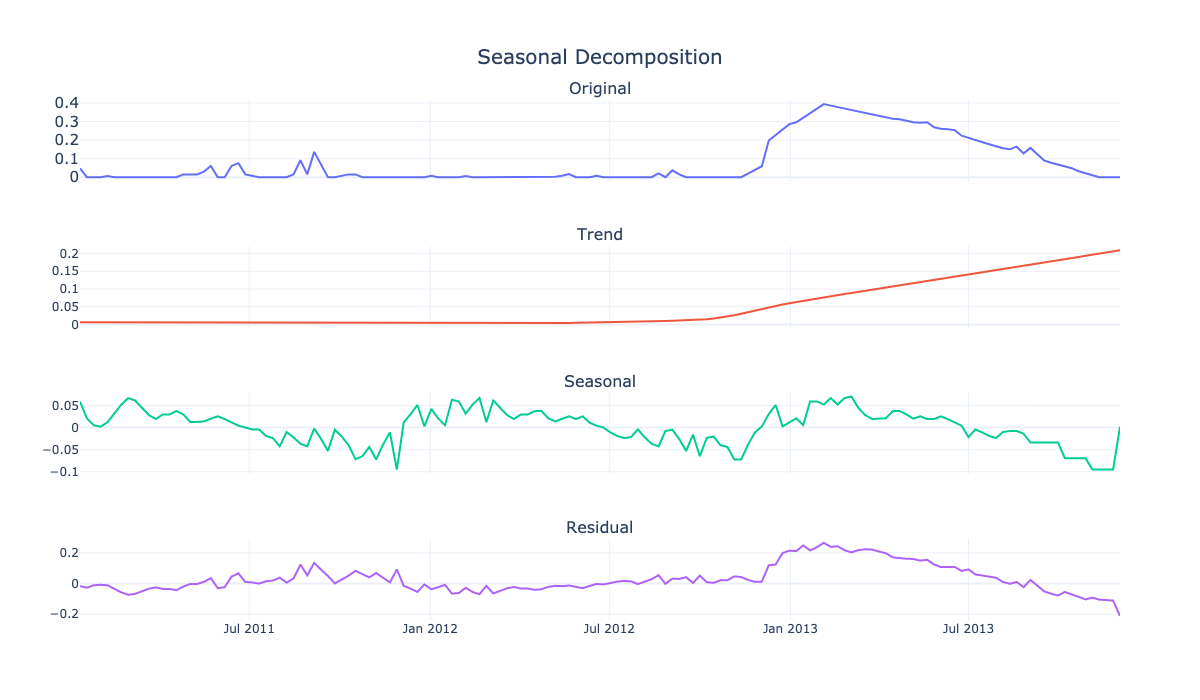 Seasonal Decomposition
Original
0.4
0.3
0.2
0.1
0
Trend
0.2
0.15
0.1
0.05
0
Seasonal
0.05
0
−0.05
−0.1
Residual
0.2
0
−0.2
Jul 2011 Jan 2012 Jul 2012 Jan 2013 Jul 2013